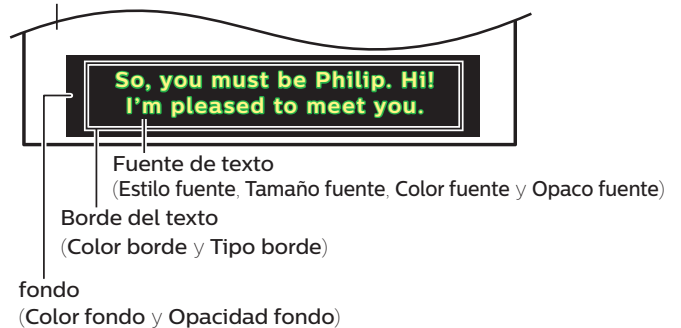 So, you must be Philip. Hi!
I'm pleased to meet you.
Fuente de texto
(Estilo fuente, Tamaño fuente, Color fuente y Opaco fuente)
Borde del texto
(Color borde y Tipo borde)
fondo
(Color fondo y Opacidad fondo)